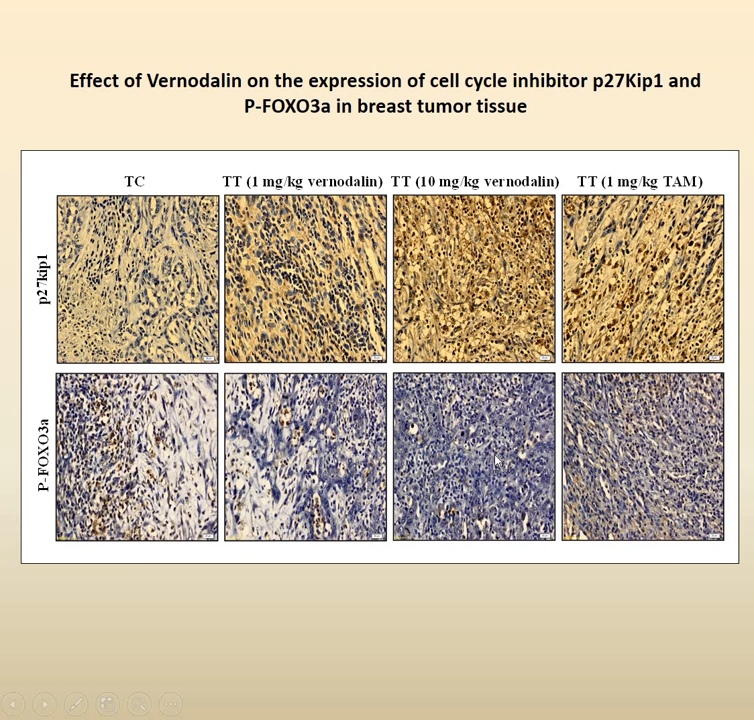 Effect of Vernodalin on the expression of cell cycle inhibitor p27Kip1 and
P-FOXO3a in breast tumor tissue
TC
TT (1 mg/kg vernodalin)
TT (10 mg/kg vernodalin)
TT (1 mg/kg TAM)
p27kip1
P-FOXO3a